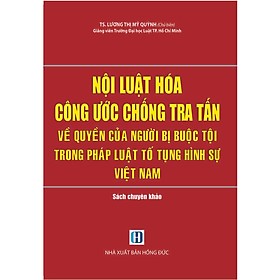 TS. LƯƠNG THỊ MỸ QUỲNH (Chủ biên)
Giảng viên Trường Đại học Luật TP. Hồ Chí Minh
NỘI LUẬT HÓA
CÔNG ƯỚC CHỐNG TRA TẤN
VỀ QUYỀN CỦA NGƯỜI BỊ BUỘC TỘI
TRONG PHÁP LUẬT TỐ TỤNG HÌNH SỰ
VIỆT NAM
Sách chuyên khảo
NHÀ XUẤT BẢN HỒNG ĐỨC